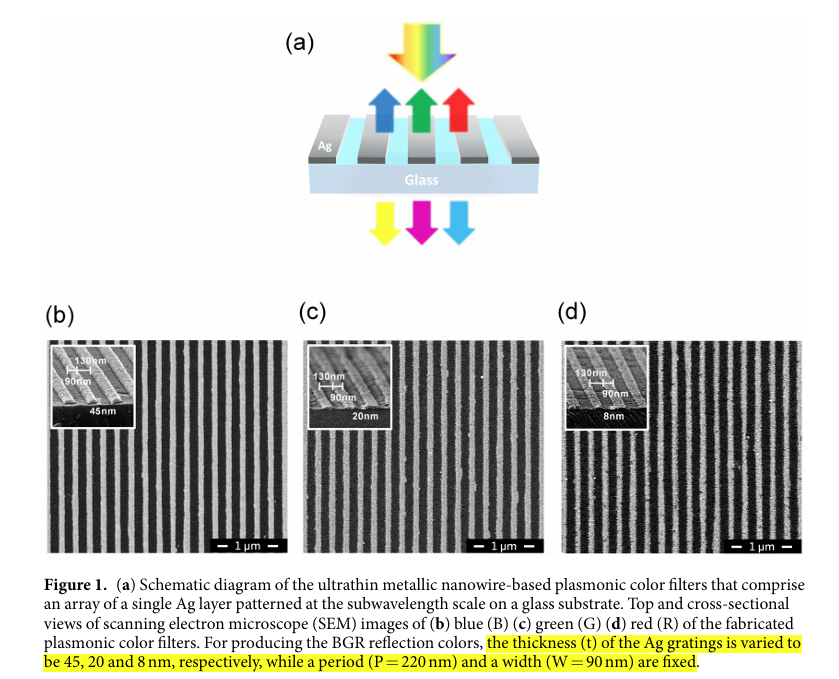 (a)
Ag
Glass
(b)
(c)
(d)
130nm
90nm
45nm
1 μm
130nm
90nm
20nm
1 μm
130nm
90nm
8nm
1 μm
Figure 1. (a) Schematic diagram of the ultrathin metallic nanowire-based plasmonic color filters that comprise
an array of a single Ag layer patterned at the subwavelength scale on a glass substrate. Top and cross-sectional
views of scanning electron microscope (SEM) images of (b) blue (B) (c) green (G) (d) red (R) of the fabricated
plasmonic color filters. For producing the BGR reflection colors, the thickness (t) of the Ag gratings is varied to
be 45, 20 and 8 nm, respectively, while a period (P = 220 nm) and a width (W = 90 nm) are fixed.